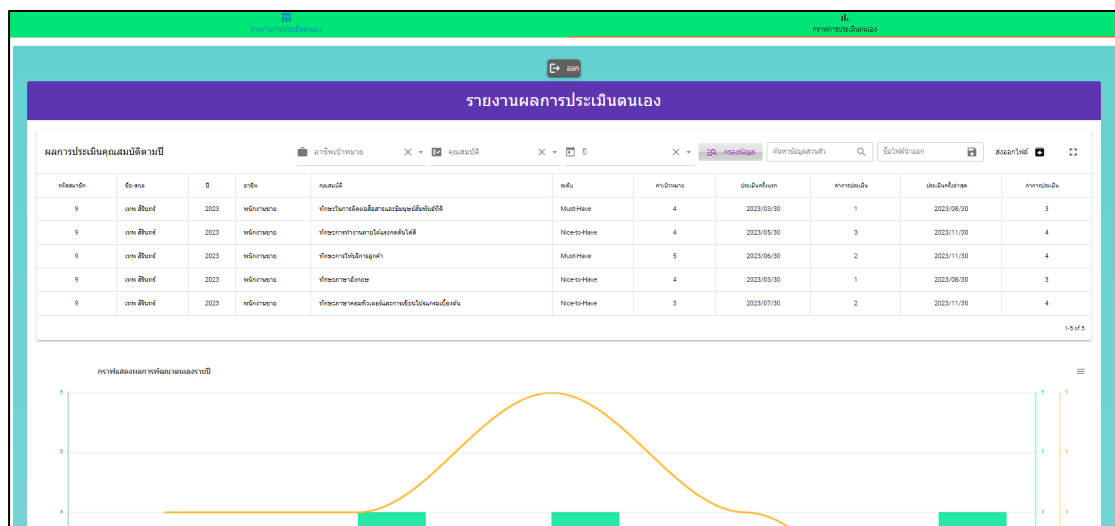 รายงานการประเมินตนเอง
กราฟการประเมินตนเอง
ออก
รายงานผลการประเมินตนเอง
ผลการประเมินคุณสมบัติตามปี อาชีพเป้าหมาย คุณสมบัติ ปี กรองข้อมูล ค้นหาข้อมูลส่วนตัว ชื่อไฟล์นำออก ส่งออกไฟล์
รหัสสมาชิก ชื่อ-สกุล ปี อาชีพ คุณสมบัติ ระดับ ค่าเป้าหมาย ประเมินครั้งแรก ค่าการประเมิน ประเมินครั้งล่าสุด ค่าการประเมิน
9 เทพ สิรินทร์ 2023 พนักงานขาย ทักษะในการติดต่อสื่อสารและมีมนุษย์สัมพันธ์ที่ดี Must-Have 4 2023/03/30 1 2023/08/30 3
9 เทพ สิรินทร์ 2023 พนักงานขาย ทักษะการทำงานภายใต้แรงกดดันได้ดี Nice-to-Have 4 2023/05/30 3 2023/11/30 4
9 เทพ สิรินทร์ 2023 พนักงานขาย ทักษะการให้บริการลูกค้า Must-Have 5 2023/06/30 2 2023/11/30 4
9 เทพ สิรินทร์ 2023 พนักงานขาย ทักษะภาษาอังกฤษ Nice-to-Have 4 2023/03/30 1 2023/08/30 3
9 เทพ สิรินทร์ 2023 พนักงานขาย ทักษะภาษาคอมพิวเตอร์และการเขียนโปรแกรมเบื้องต้น Nice-to-Have 3 2023/07/30 2 2023/11/30 4
1-5 of 5
กราฟแสดงผลการพัฒนาตนเองรายปี
5 5 5
5 5 5
4 4 4